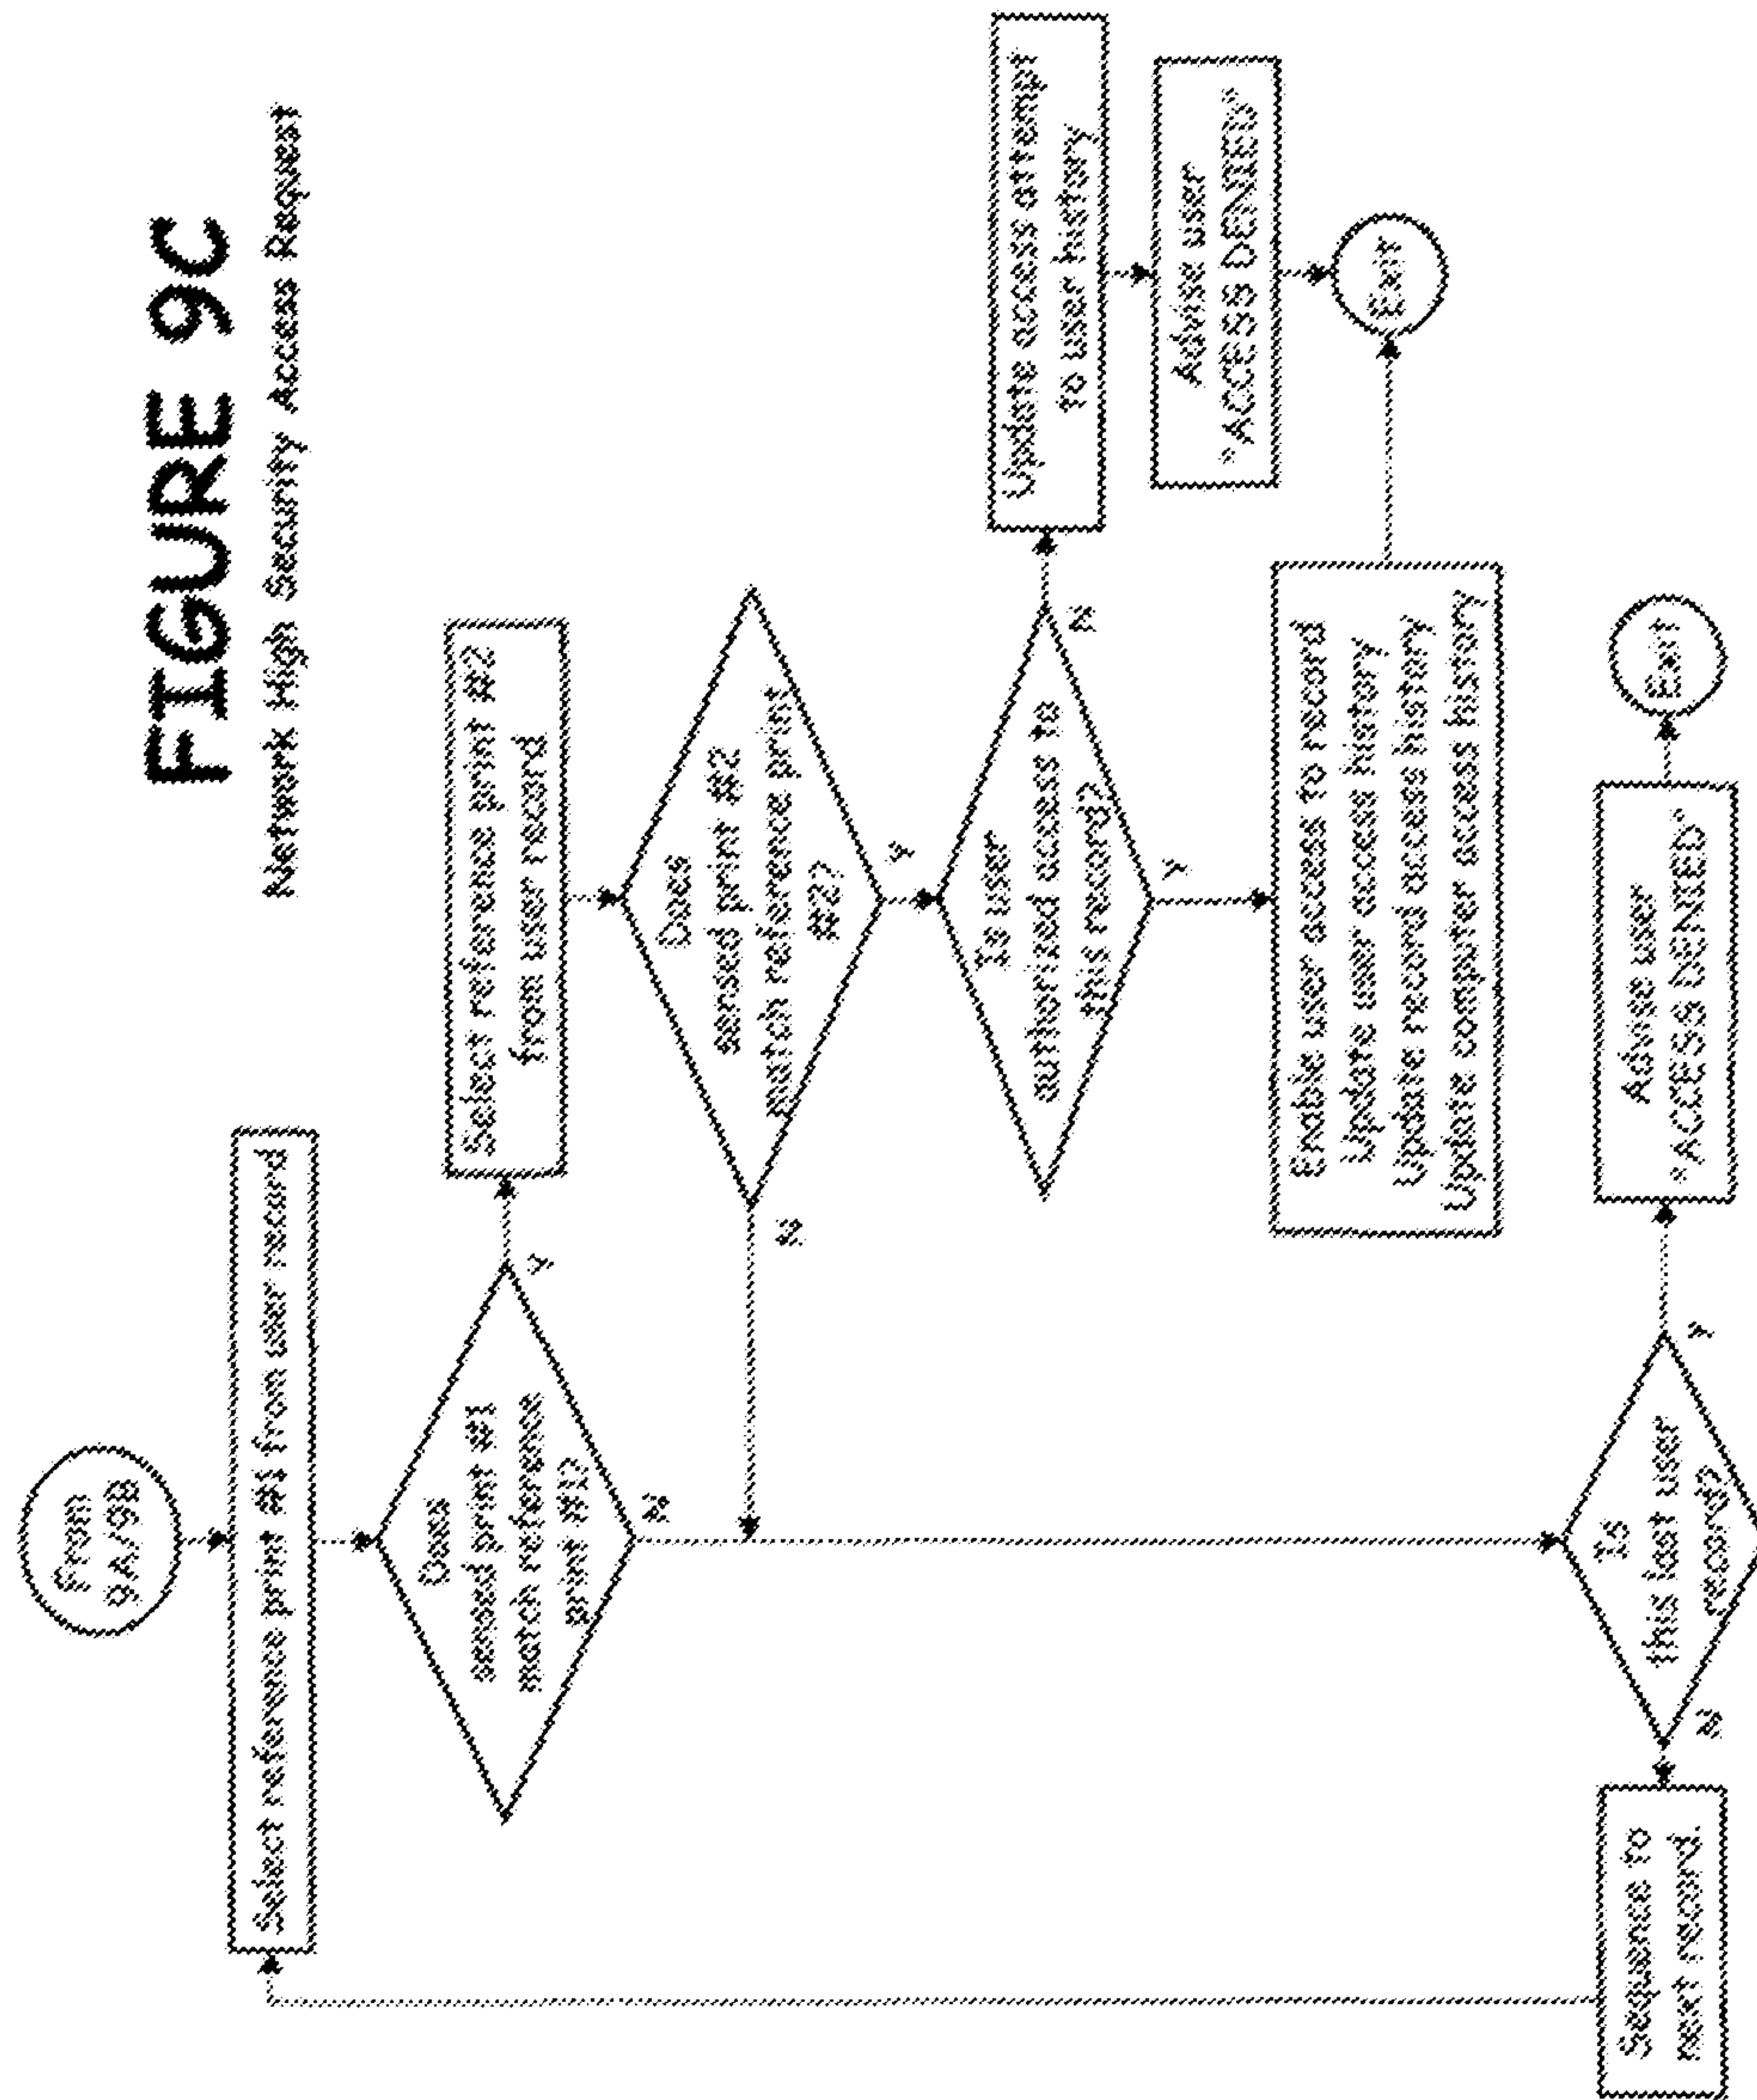 FIGURE 9C
Network High Security Access Request
From
9A/9B
Select reference print #1 from user record
Does
sensed print #1
match reference
print #1?
Y
N
Select reference print #2
from user record
Does
sensed print #2
match reference print
#2?
N
Y
Is user
authorized access to
this record?
N
Y
Update access attempt
to user history
Advise user
"ACCESS DENIED"
Exit
Enable user access to record
Update user access history
Update record access history
Update computer access history
Is
this last user
record?
N
Y
Sequence to
next record.
Advise user
"ACCESS DENIED"
Exit